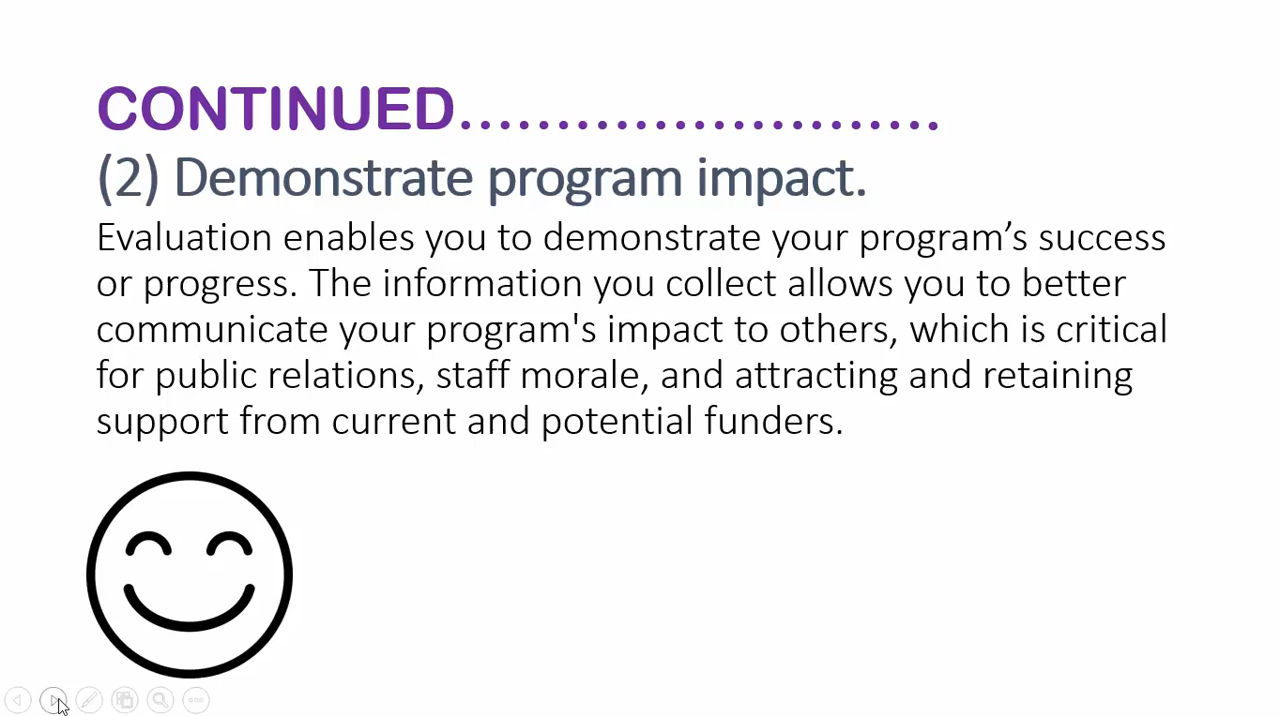 CONTINUED.........................
(2) Demonstrate program impact.
Evaluation enables you to demonstrate your program’s success
or progress. The information you collect allows you to better
communicate your program's impact to others, which is critical
for public relations, staff morale, and attracting and retaining
support from current and potential funders.